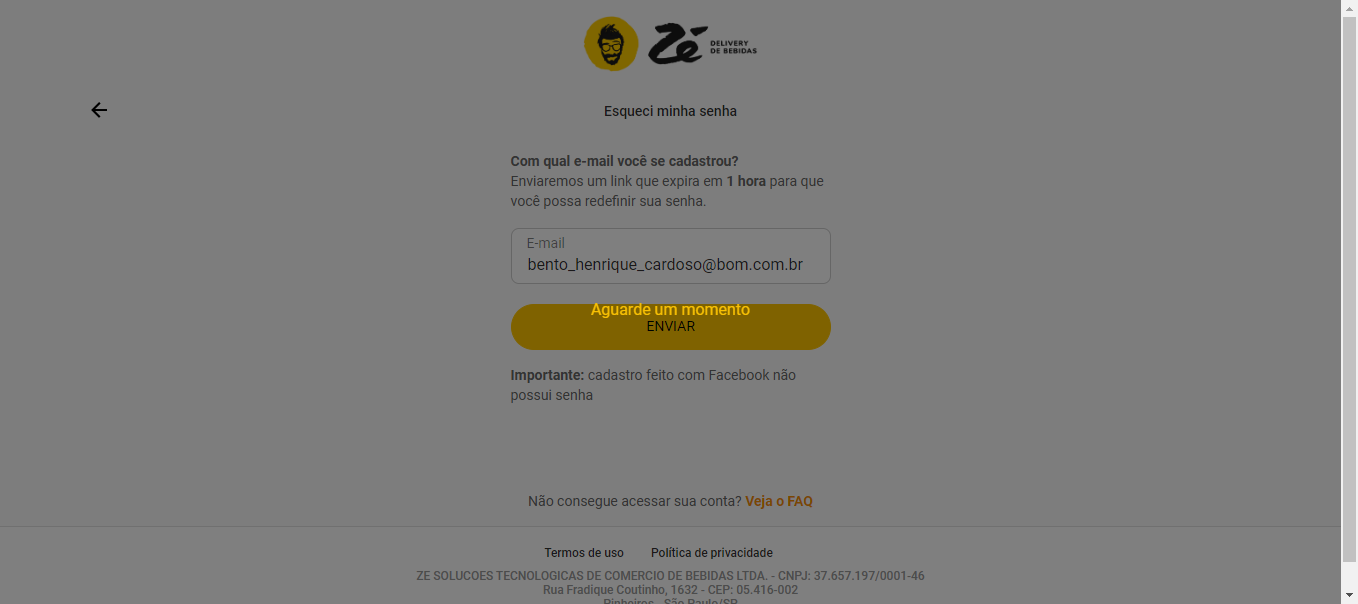 Zé DELIVERY
DE BEBIDAS
Esqueci minha senha
Com qual e-mail você se cadastrou?
Enviaremos um link que expira em 1 hora para que
você possa redefinir sua senha.
E-mail
bento_henrique_cardoso@bom.com.br
Aguarde um momento
ENVIAR
Importante: cadastro feito com Facebook não
possui senha
Não consegue acessar sua conta? Veja o FAQ
Termos de uso Política de privacidade
ZE SOLUCOES TECNOLOGICAS DE COMERCIO DE BEBIDAS LTDA. - CNPJ: 37.657.197/0001-46
Rua Fradique Coutinho, 1632 - CEP: 05.416-002
Pinheiros - São Paulo/SP